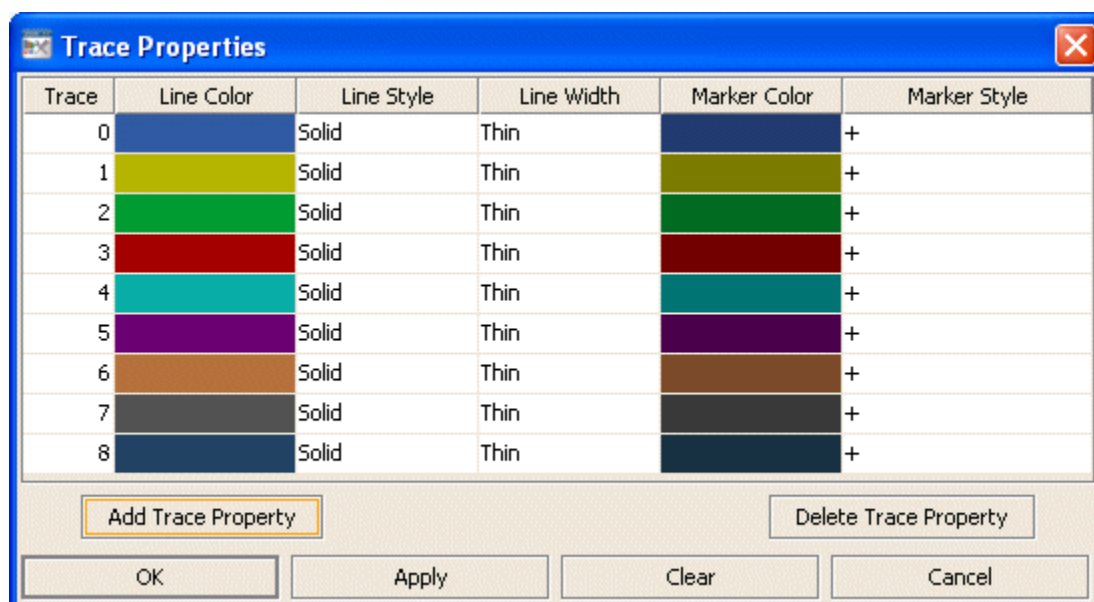 Trace Properties
Trace Line Color Line Style Line Width Marker Color Marker Style
0 Solid Thin +
1 Solid Thin +
2 Solid Thin +
3 Solid Thin +
4 Solid Thin +
5 Solid Thin +
6 Solid Thin +
7 Solid Thin +
8 Solid Thin +
Add Trace Property Delete Trace Property
OK Apply Clear Cancel